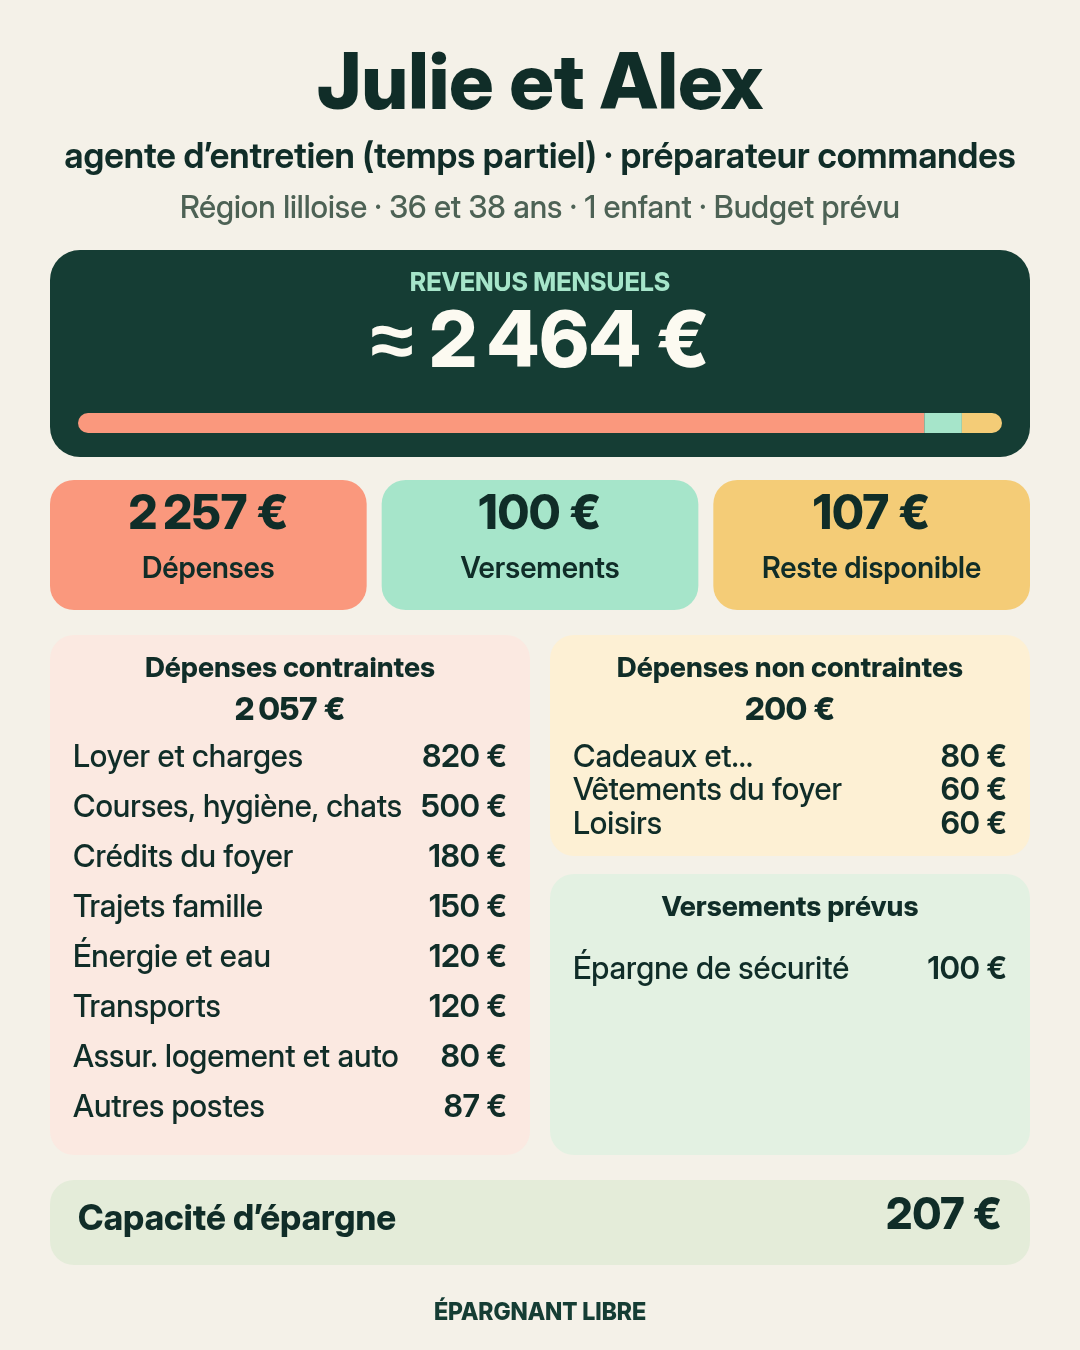 Julie et Alex
agente d’entretien (temps partiel) · préparateur commandes
Région lilloise · 36 et 38 ans · 1 enfant · Budget prévu
REVENUS MENSUELS
≈ 2 464 €
2 257 €
Dépenses
100 €
Versements
107 €
Reste disponible
Dépenses contraintes
2 057 €
Loyer et charges 820 €
Courses, hygiène, chats 500 €
Crédits du foyer 180 €
Trajets famille 150 €
Énergie et eau 120 €
Transports 120 €
Assur. logement et auto 80 €
Autres postes 87 €
Dépenses non contraintes
200 €
Cadeaux et... 80 €
Vêtements du foyer 60 €
Loisirs 60 €
Versements prévus
Épargne de sécurité 100 €
Capacité d’épargne 207 €
ÉPARGNANT LIBRE